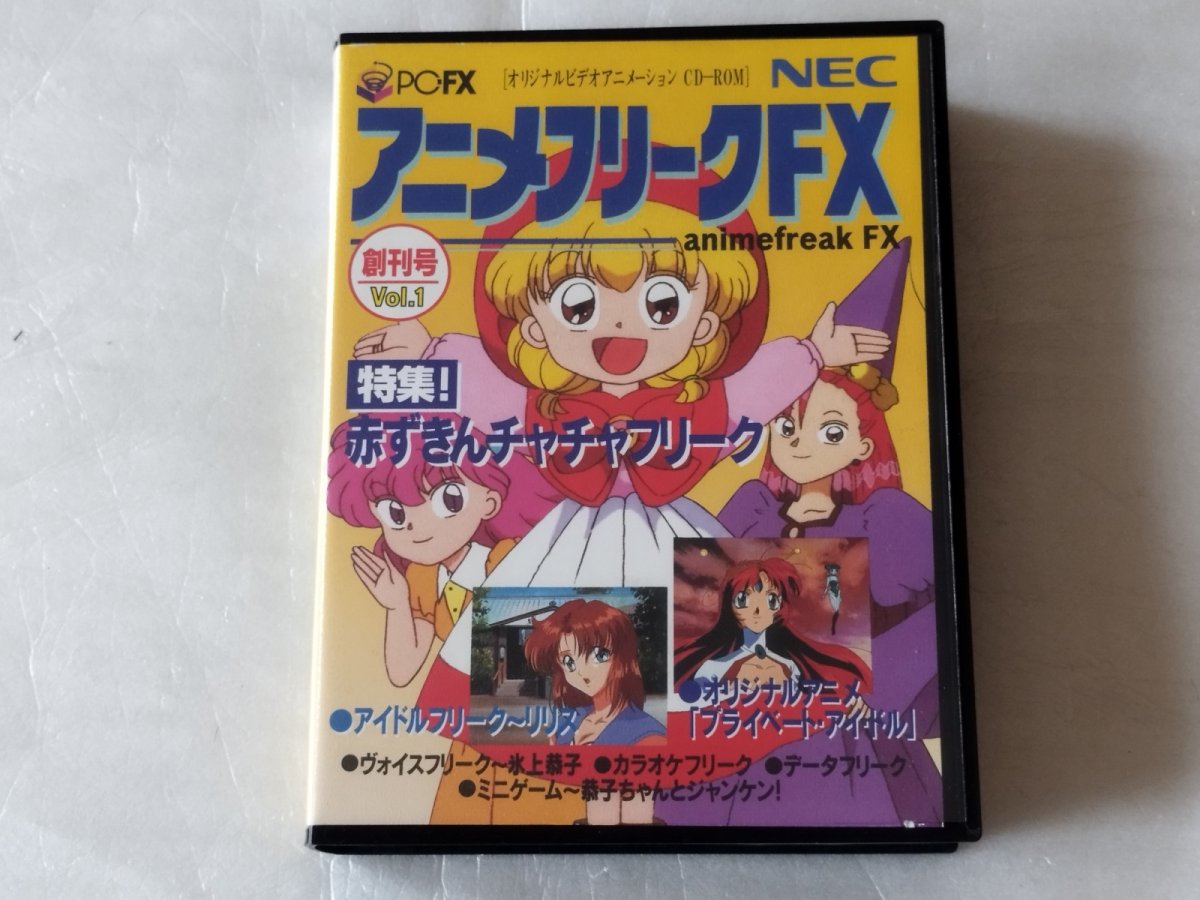 PC-FX
[オリジナルビデオアニメーション CD-ROM]
NEC
アニメフリークFX
animefreak FX
創刊号
Vol.1
特集!
赤ずきんチャチャフリーク
●オリジナルアニメ
「プライベート・アイ・ドル」
●アイドルフリーク~リリス
●ヴォイスフリーク~氷上恭子 ●カラオケフリーク ●データフリーク
●ミニゲーム~恭子ちゃんとジャンケン!